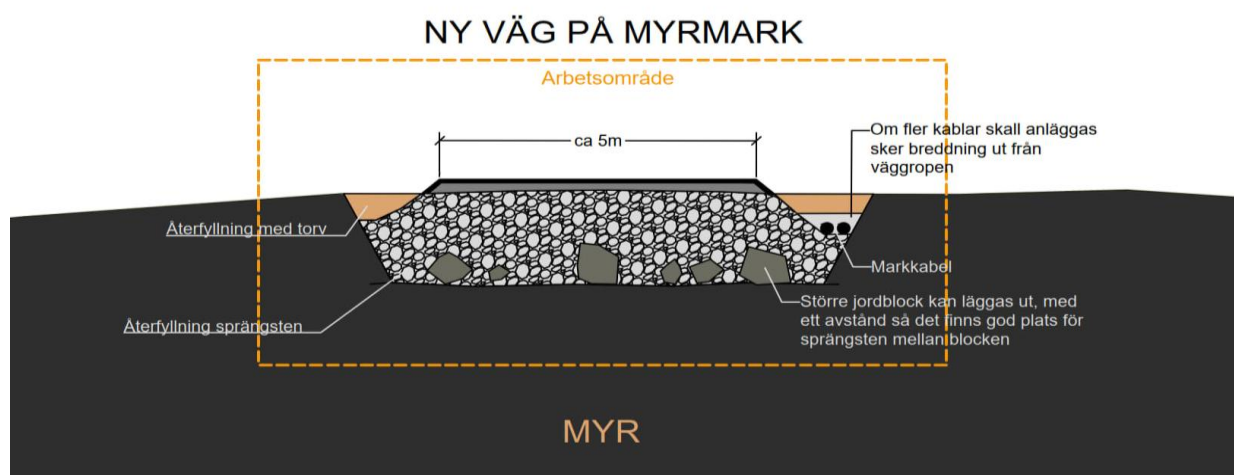 NY VÄG PÅ MYRMARK
Arbetsområde
ca 5m
Om fler kablar skall anläggas
sker breddning ut från
väggropen
Återfyllning med torv
Markkabel
Större jordblock kan läggas ut, med
ett avstånd så det finns god plats för
sprängsten mellan blocken
Återfyllning sprängsten
MYR